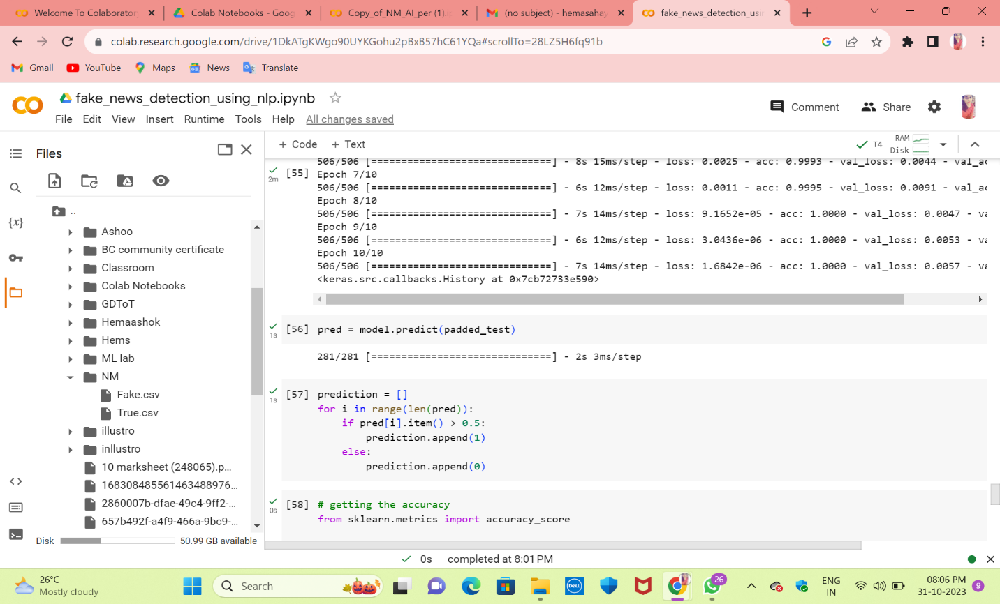 Welcome To Colaborator
Colab Notebooks - Goog
Copy_of_NM_AI_per (1).i
(no subject) - hemasahay
fake_news_detection_usin
colab.research.google.com/drive/1DkATgKWgo90UYKGohu2pBxB57hC61YQa#scrollTo=28LZ5H6fq91b
Gmail YouTube Maps News Translate
fake_news_detection_using_nlp.ipynb
File Edit View Insert Runtime Tools Help All changes saved
Comment Share
Files
+ Code + Text
T4 RAM
Disk
..
Ashoo
BC community certificate
Classroom
Colab Notebooks
GDToT
Hemaashok
Hems
ML lab
NM
Fake.csv
True.csv
illustro
inllustro
10 marksheet (248065).p...
168308485561463488976...
2860007b-dfae-49c4-9ff2-...
657b492f-a4f9-466a-9bc9-...
Disk 50.99 GB available
2m
[55]
506/506 [==============================] - 8s 15ms/step - loss: 0.0025 - acc: 0.9993 - val_loss: 0.0044 - val_ac
Epoch 7/10
506/506 [==============================] - 6s 12ms/step - loss: 0.0011 - acc: 0.9995 - val_loss: 0.0091 - val_ac
Epoch 8/10
506/506 [==============================] - 7s 14ms/step - loss: 9.1652e-05 - acc: 1.0000 - val_loss: 0.0047 - va
Epoch 9/10
506/506 [==============================] - 6s 12ms/step - loss: 3.0436e-06 - acc: 1.0000 - val_loss: 0.0053 - va
Epoch 10/10
506/506 [==============================] - 7s 14ms/step - loss: 1.6842e-06 - acc: 1.0000 - val_loss: 0.0057 - va
<keras.src.callbacks.History at 0x7cb72733e590>
1s
[56] pred = model.predict(padded_test)
281/281 [==============================] - 2s 3ms/step
1s
[57] prediction = []
for i in range(len(pred)):
if pred[i].item() > 0.5:
prediction.append(1)
else:
prediction.append(0)
0s
[58] # getting the accuracy
from sklearn.metrics import accuracy_score
0s completed at 8:01 PM
26°C
Mostly cloudy
Search
DELL
26
ENG
IN
08:06 PM
31-10-2023
9